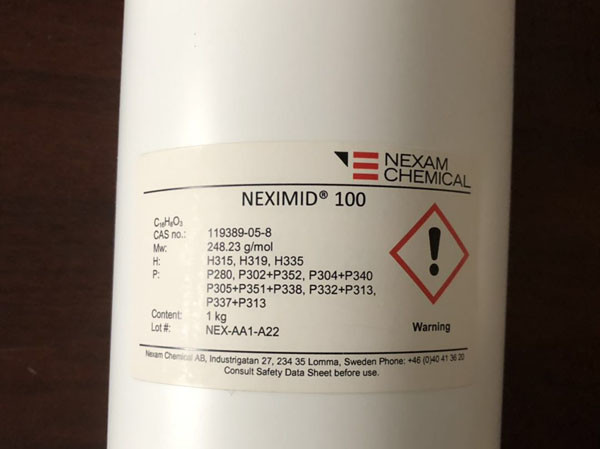 NEXAM
CHEMICAL
NEXIMID® 100
C₁₆H₈O₃
CAS no.: 119389-05-8
Mw: 248.23 g/mol
H: H315, H319, H335
P: P280, P302+P352, P304+P340
P305+P351+P338, P332+P313,
P337+P313
Content: 1 kg
Lot #: NEX-AA1-A22
Warning
Nexam Chemical AB, Industrigatan 27, 234 35 Lomma, Sweden Phone: +46 (0)40 41 36 20
Consult Safety Data Sheet before use.